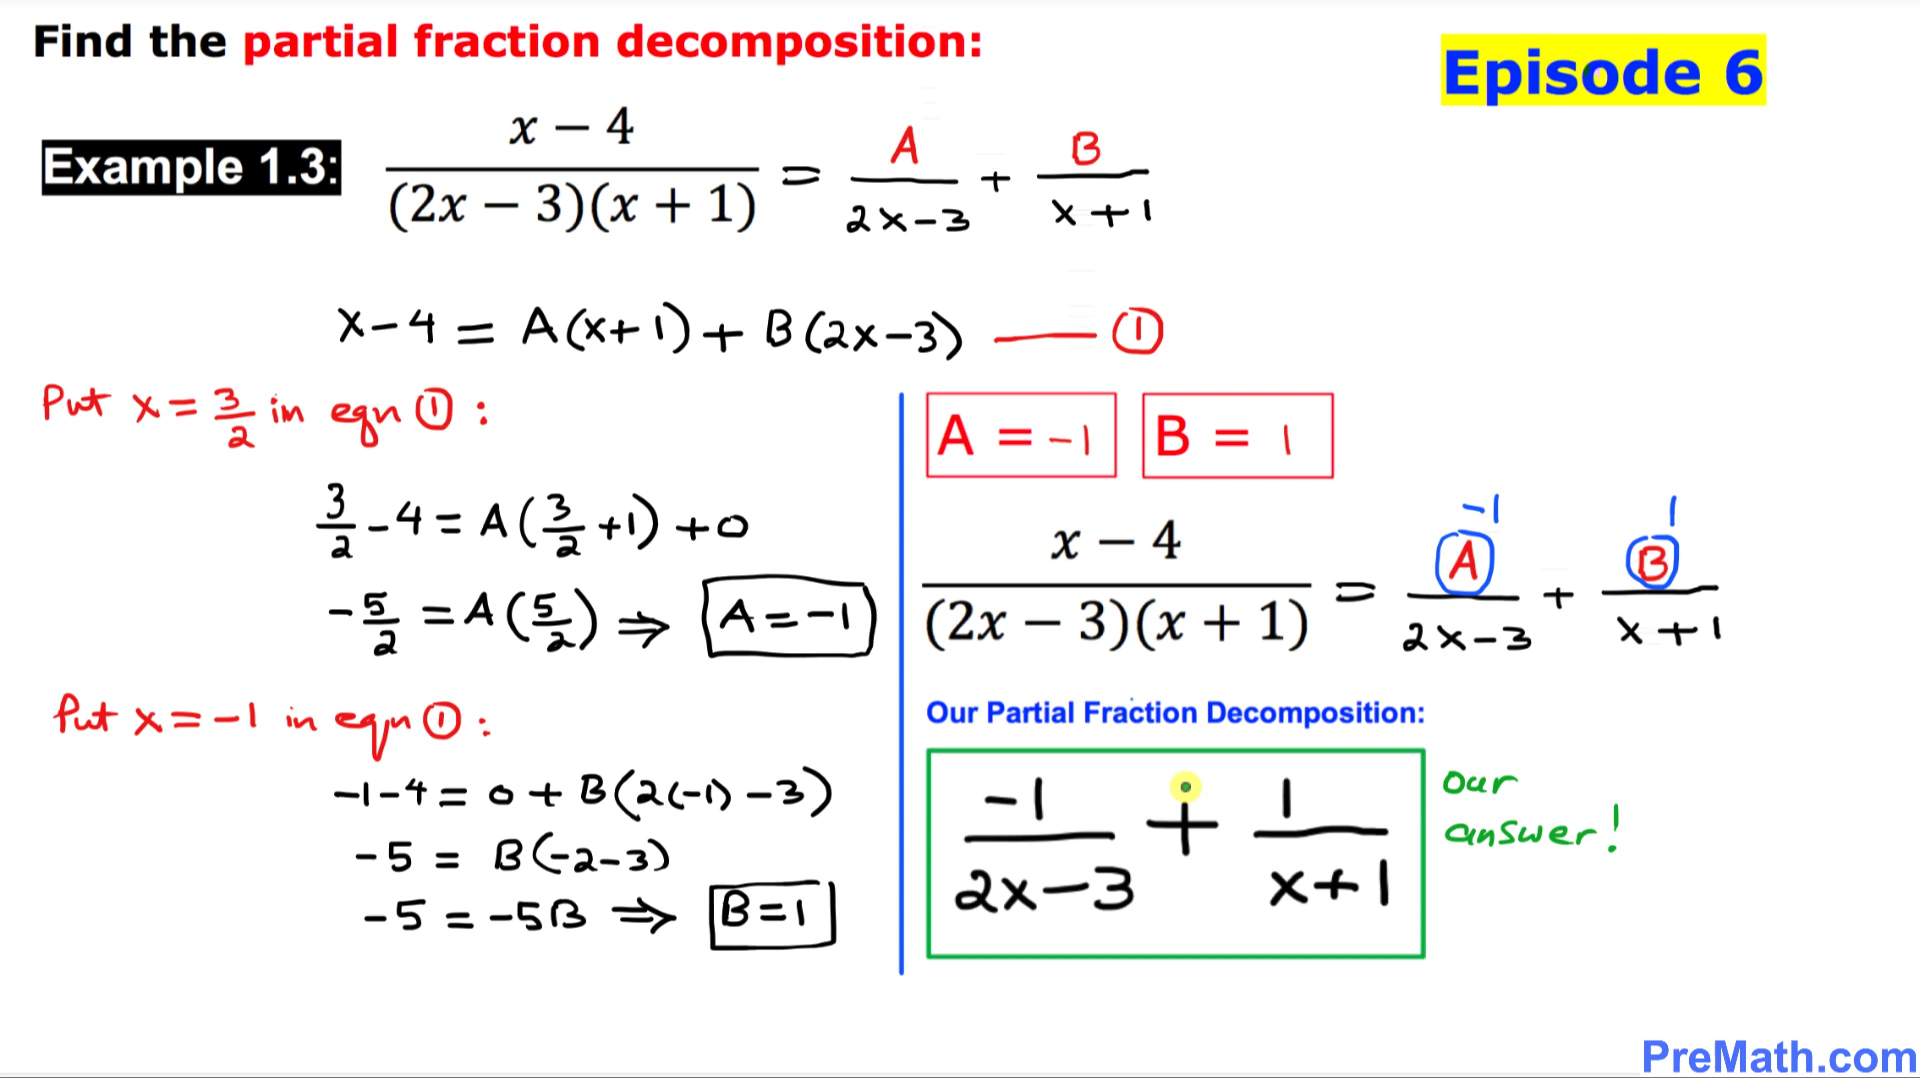 Find the partial fraction decomposition:
Episode 6
Example 1.3:
x − 4
(2x − 3)(x + 1)
=
A
2x−3
+
B
x+1
x−4 = A(x+1) + B(2x−3) —— ①
Put x = 3/2 in eqn ① :
3/2 − 4 = A(3/2 + 1) + 0
−5/2 = A(5/2) ⇒ A = −1
Put x = −1 in eqn ① :
−1−4 = 0 + B(2(−1) −3)
−5 = B(−2−3)
−5 = −5B ⇒ B = 1
A = −1
B = 1
x − 4
(2x − 3)(x + 1)
=
−1
A
2x−3
+
1
B
x+1
Our Partial Fraction Decomposition:
−1
2x−3
+
1
x+1
our
answer!
PreMath.com